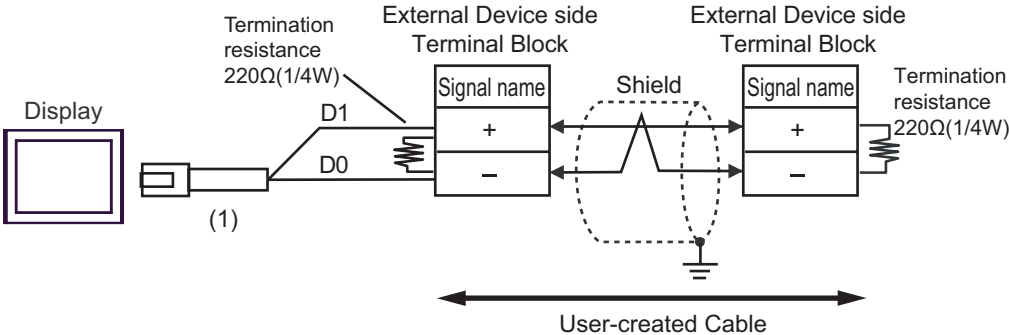 Display
(1)
Termination
resistance
220Ω(1/4W)
D1
D0
External Device side
Terminal Block
Signal name
+
−
Shield
External Device side
Terminal Block
Signal name
+
−
Termination
resistance
220Ω(1/4W)
User-created Cable